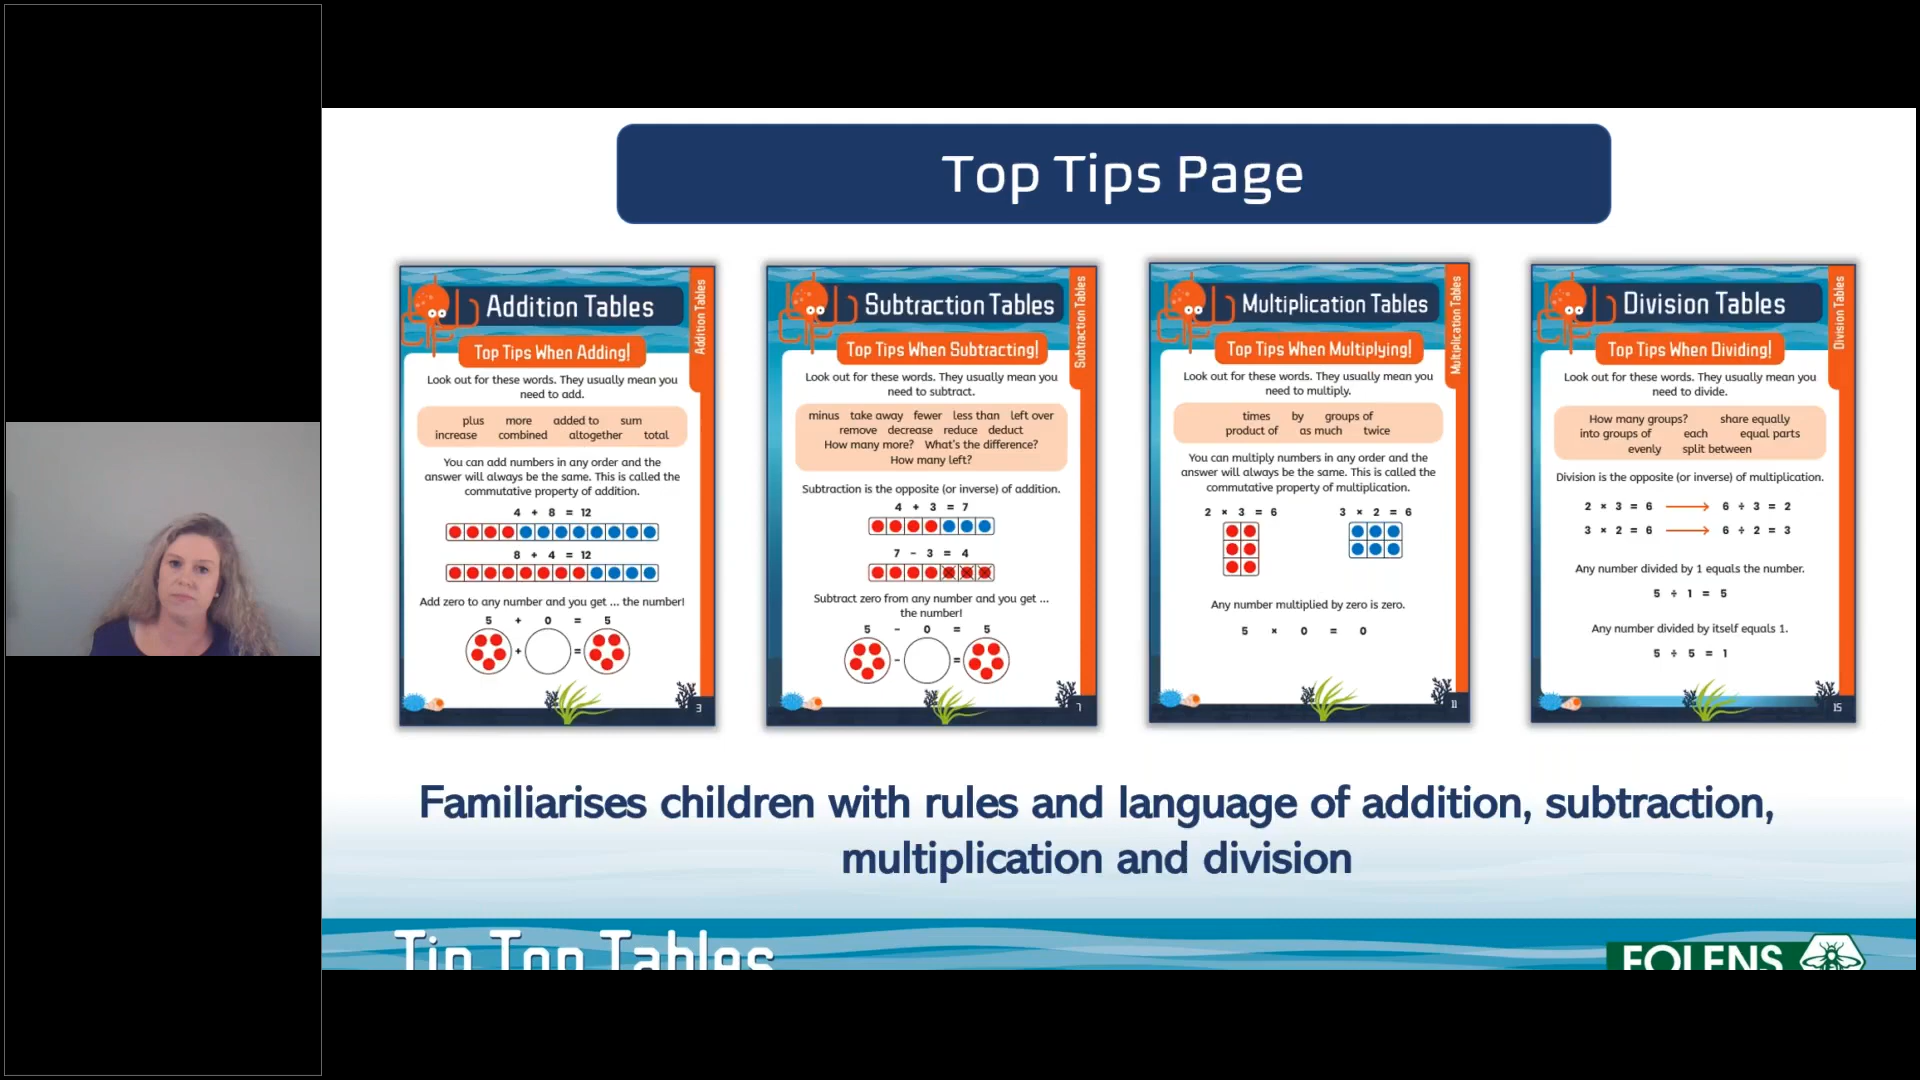 Top Tips Page
Addition Tables
Addition Tables
Top Tips When Adding!
Look out for these words. They usually mean you
need to add.
plus more added to sum
increase combined altogether total
You can add numbers in any order and the
answer will always be the same. This is called the
commutative property of addition.
4 + 8 = 12
8 + 4 = 12
Add zero to any number and you get ... the number!
5 + 0 = 5
+ =
3
Subtraction Tables
Subtraction Tables
Top Tips When Subtracting!
Look out for these words. They usually mean you
need to subtract.
minus take away fewer less than left over
remove decrease reduce deduct
How many more? What's the difference?
How many left?
Subtraction is the opposite (or inverse) of addition.
4 + 3 = 7
7 - 3 = 4
Subtract zero from any number and you get ...
the number!
5 - 0 = 5
- =
7
Multiplication Tables
Multiplication Tables
Top Tips When Multiplying!
Look out for these words. They usually mean you
need to multiply.
times by groups of
product of as much twice
You can multiply numbers in any order and the
answer will always be the same. This is called the
commutative property of multiplication.
2 × 3 = 6 3 × 2 = 6
Any number multiplied by zero is zero.
5 × 0 = 0
11
Division Tables
Division Tables
Top Tips When Dividing!
Look out for these words. They usually mean you
need to divide.
How many groups? share equally
into groups of each equal parts
evenly split between
Division is the opposite (or inverse) of multiplication.
2 × 3 = 6 → 6 ÷ 3 = 2
3 × 2 = 6 → 6 ÷ 2 = 3
Any number divided by 1 equals the number.
5 ÷ 1 = 5
Any number divided by itself equals 1.
5 ÷ 5 = 1
15
Familiarises children with rules and language of addition, subtraction,
multiplication and division
Tip Top Tables
FOLENS